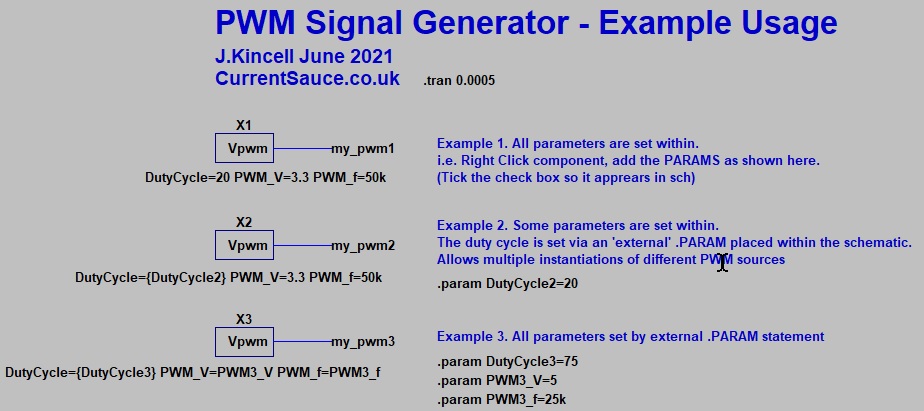 PWM Signal Generator - Example Usage
J.Kincell June 2021
CurrentSauce.co.uk
.tran 0.0005
X1
Vpwm
my_pwm1
DutyCycle=20 PWM_V=3.3 PWM_f=50k
Example 1. All parameters are set within.
i.e. Right Click component, add the PARAMS as shown here.
(Tick the check box so it apprears in sch)
X2
Vpwm
my_pwm2
DutyCycle={DutyCycle2} PWM_V=3.3 PWM_f=50k
Example 2. Some parameters are set within.
The duty cycle is set via an 'external' .PARAM placed within the schematic.
Allows multiple instantiations of different PWM sources
.param DutyCycle2=20
X3
Vpwm
my_pwm3
DutyCycle={DutyCycle3} PWM_V=PWM3_V PWM_f=PWM3_f
Example 3. All parameters set by external .PARAM statement
.param DutyCycle3=75
.param PWM3_V=5
.param PWM3_f=25k